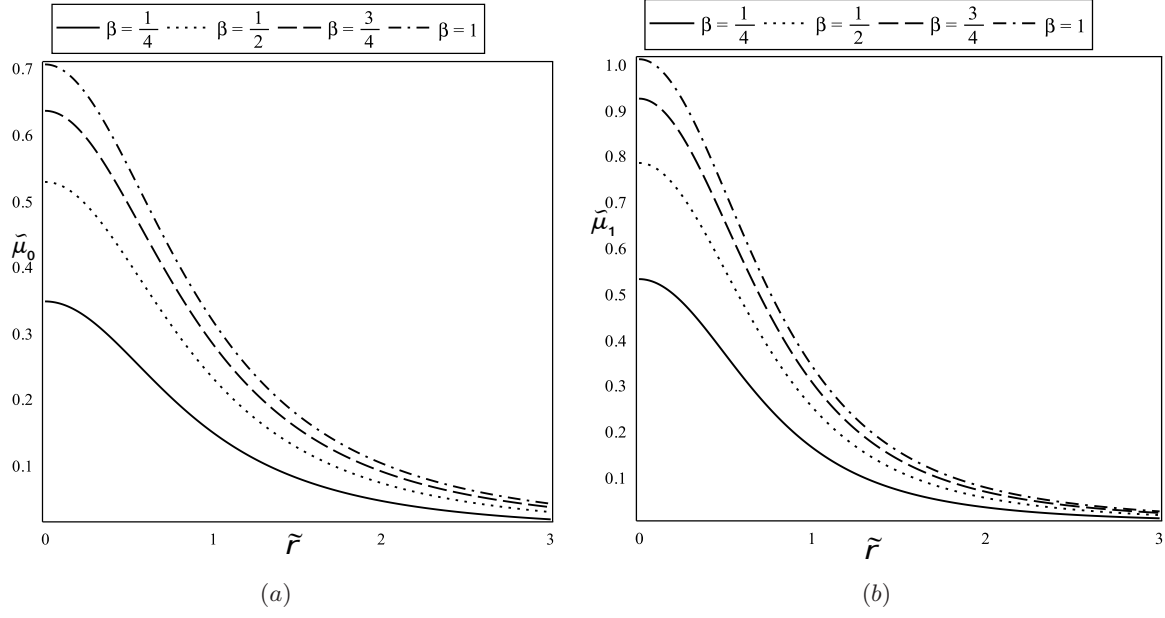 β = 1/4 β = 1/2 β = 3/4 β = 1
0.7
0.6
0.5
μ̆₀
0.4
0.3
0.2
0.1
0 1 2 3
r̃
(a)
β = 1/4 β = 1/2 β = 3/4 β = 1
1.0
0.9
0.8
0.7
μ̆₁
0.6
0.5
0.4
0.3
0.2
0.1
0 1 2 3
r̃
(b)